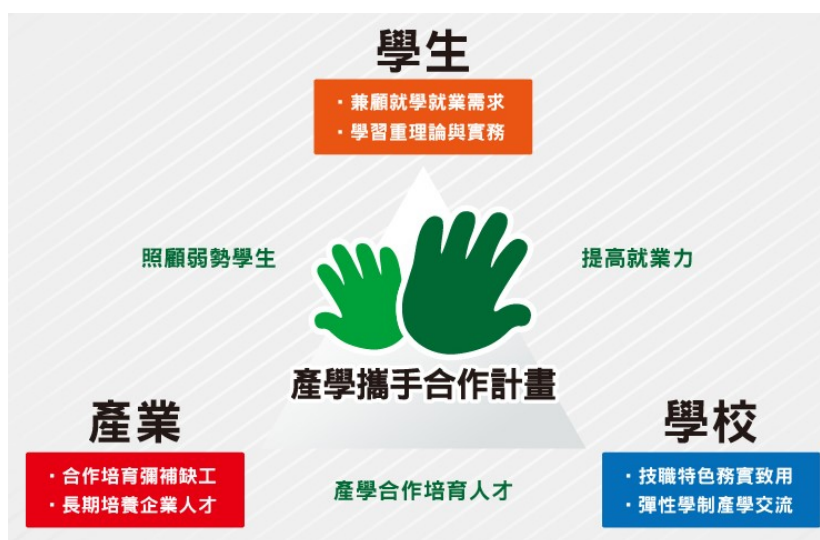 學生
・兼顧就學就業需求
・學習重理論與實務
照顧弱勢學生
提高就業力
產學攜手合作計畫
產業
・合作培育彌補缺工
・長期培養企業人才
產學合作培育人才
學校
・技職特色務實致用
・彈性學制產學交流